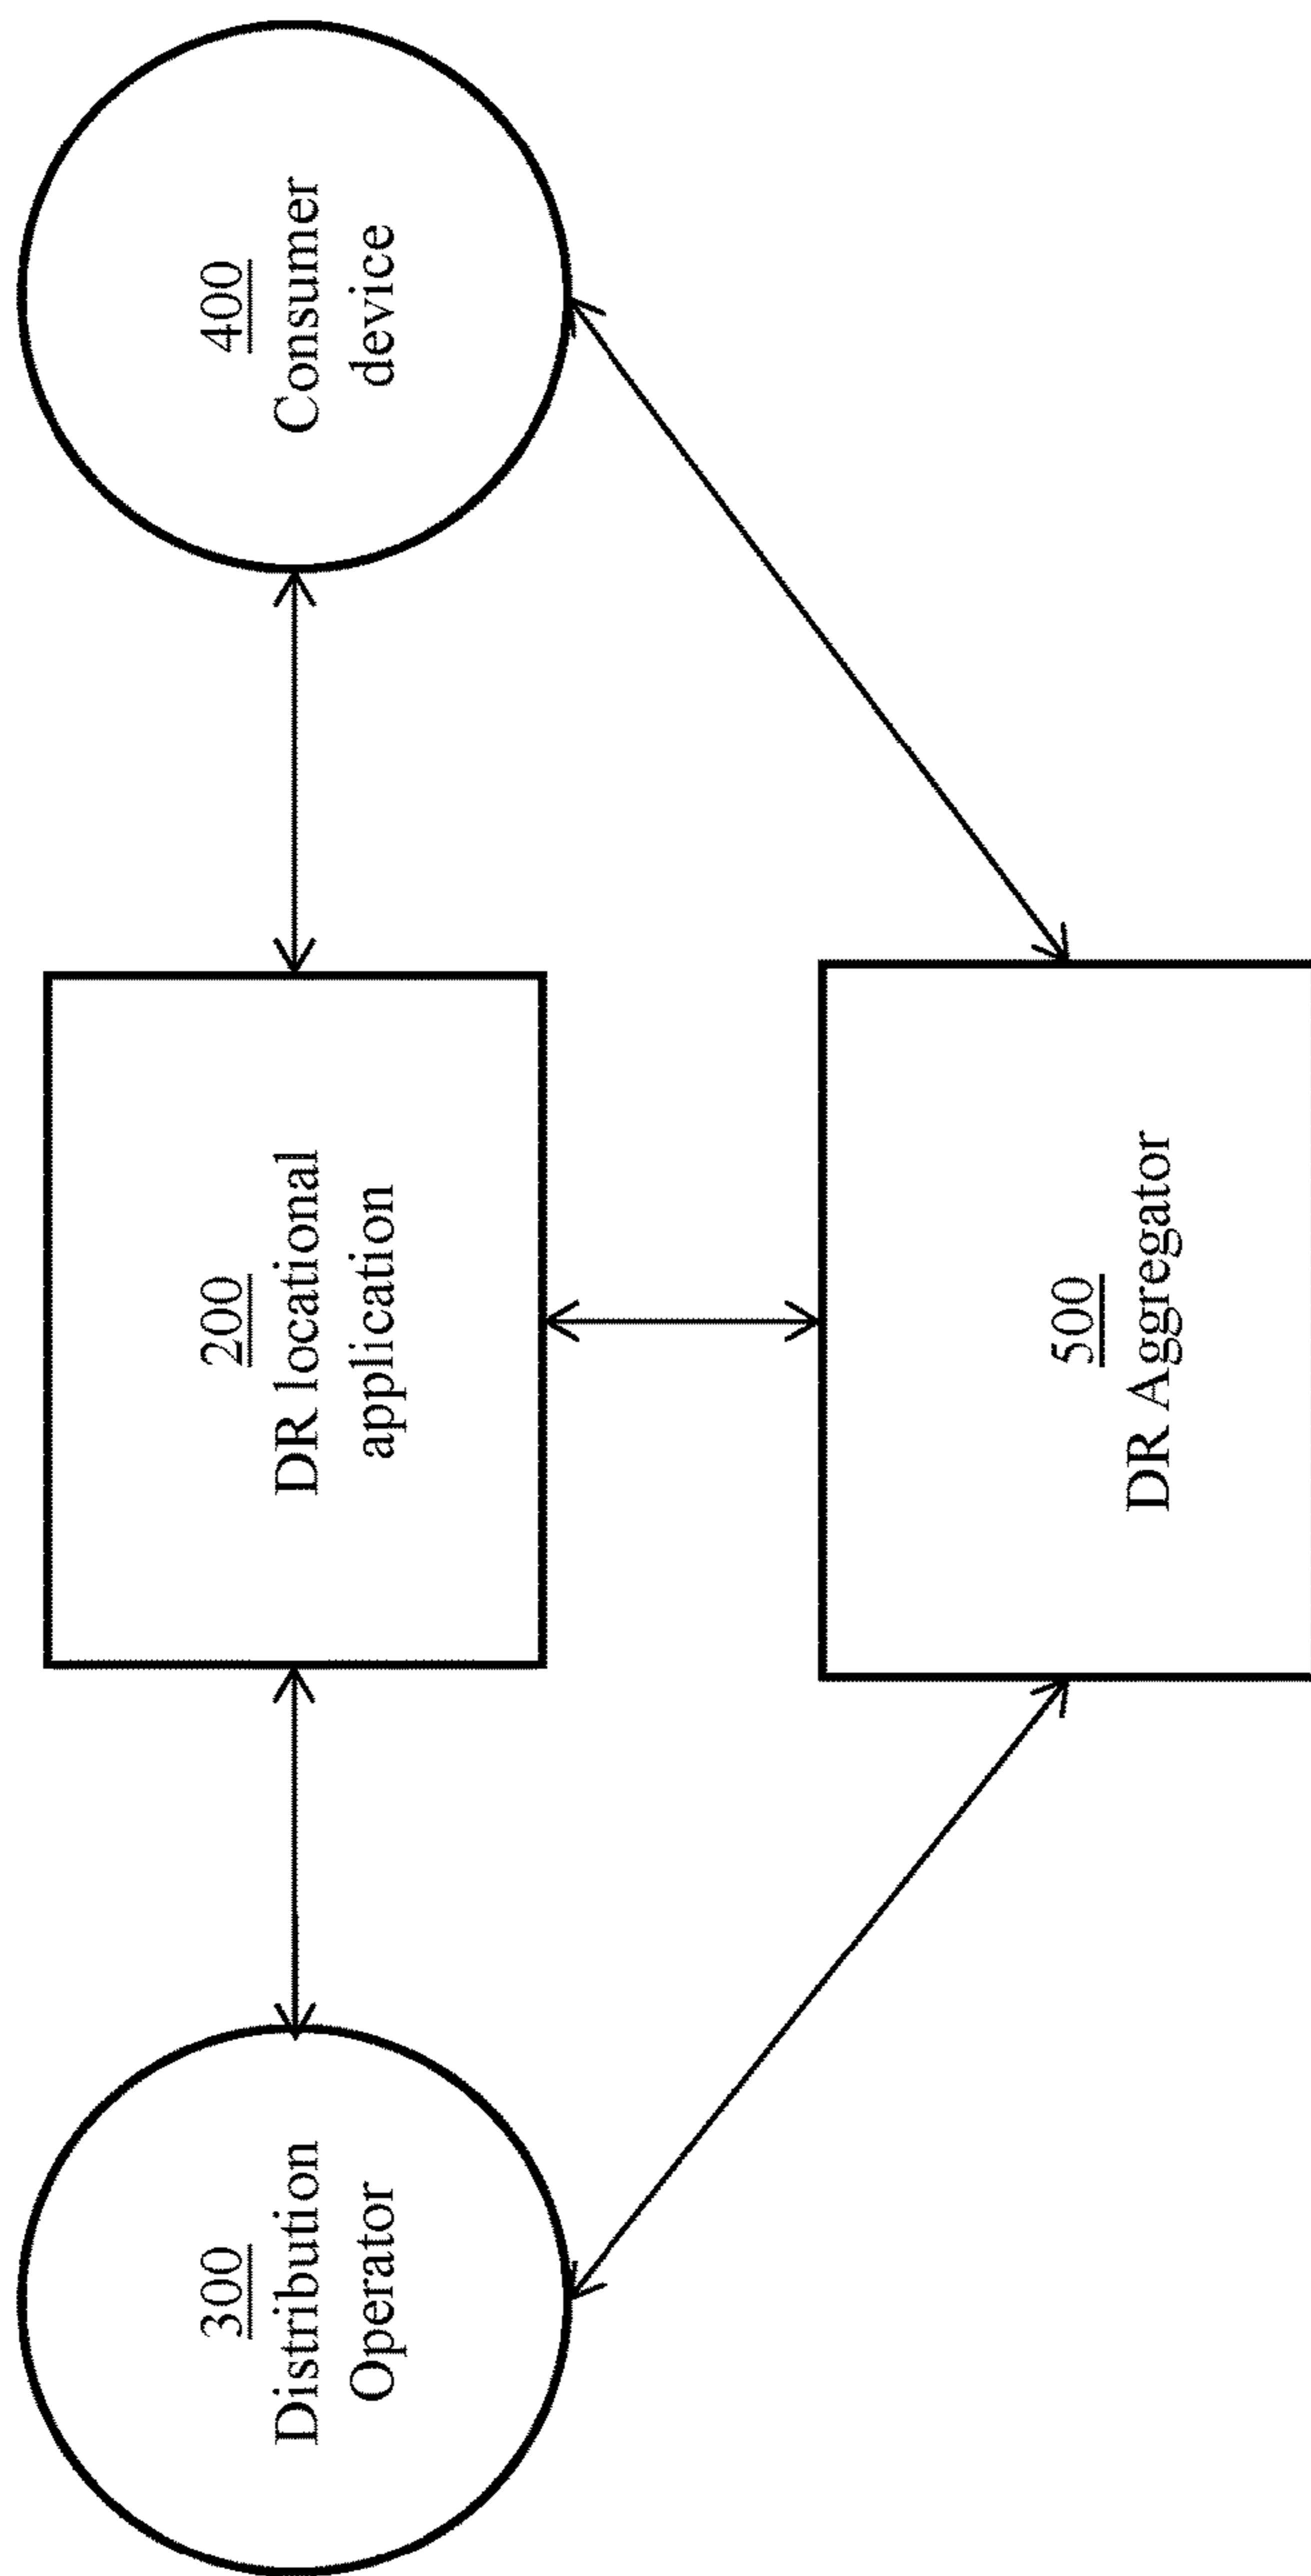 300
Distribution
Operator
200
DR locational
application
400
Consumer
device
500
DR Aggregator